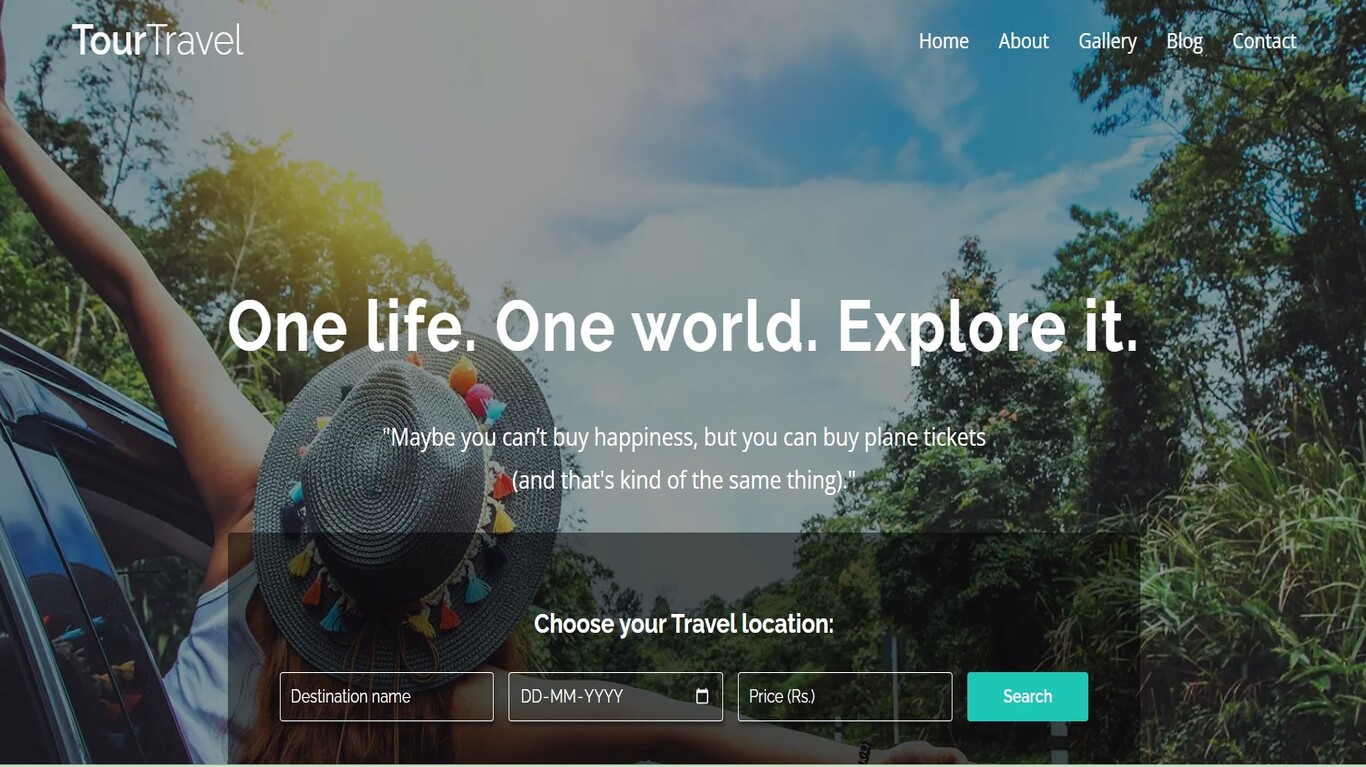 TourTravel
Home About Gallery Blog Contact
One life. One world. Explore it.
"Maybe you can’t buy happiness, but you can buy plane tickets
(and that's kind of the same thing)."
Choose your Travel location:
Destination name DD-MM-YYYY Price (Rs.) Search